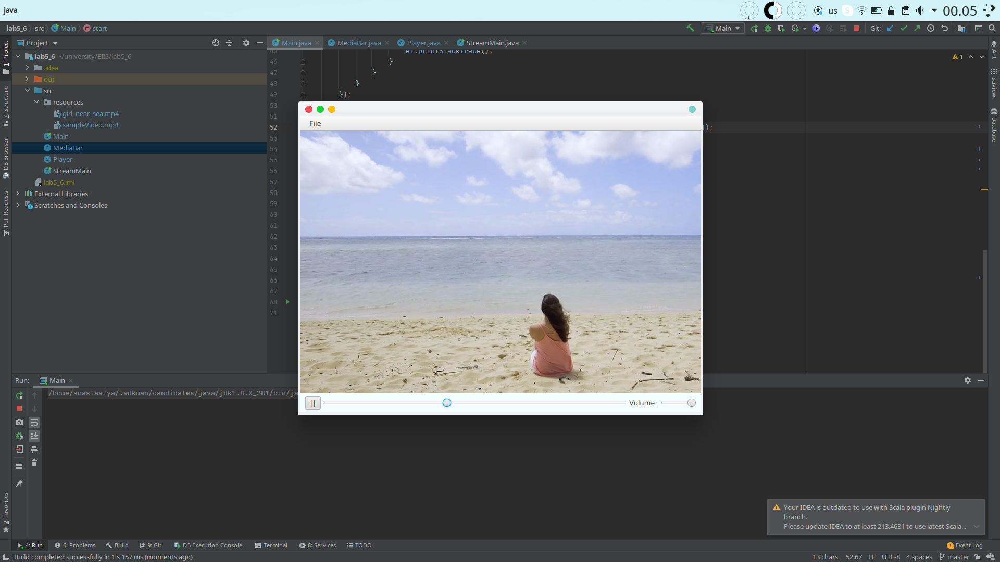 java
us
00.05
lab5_6 src Main start
Main
Git:
Project
Main.java MediaBar.java Player.java StreamMain.java
lab5_6 ~/university/EIIS/lab5_6
.idea
out
src
resources
girl_near_sea.mp4
sampleVideo.mp4
Main
MediaBar
Player
StreamMain
lab5_6.iml
External Libraries
Scratches and Consoles
1: Project
7: Structure
DB Browser
Pull Requests
2: Favorites
45 e1.printStackTrace();
46 }
47 }
48 }
49 });
50
51
52 );
53
54
55
56
57
58
59
60
61
62
63
64
65
66
67
68
71
1
Ant
SciView
Database
File
||
Volume:
Run: Main
/home/anastasiya/.sdkman/candidates/java/jdk1.8.0_281/bin/ja
Your IDEA is outdated to use with Scala plugin Nightly
branch.
Please update IDEA to at least 213.4631 to use latest Scala...
4: Run 6: Problems Build 9: Git DB Execution Console Terminal 8: Services TODO
1 Event Log
Build completed successfully in 1 s 157 ms (moments ago)
13 chars 52:67 LF UTF-8 4 spaces master